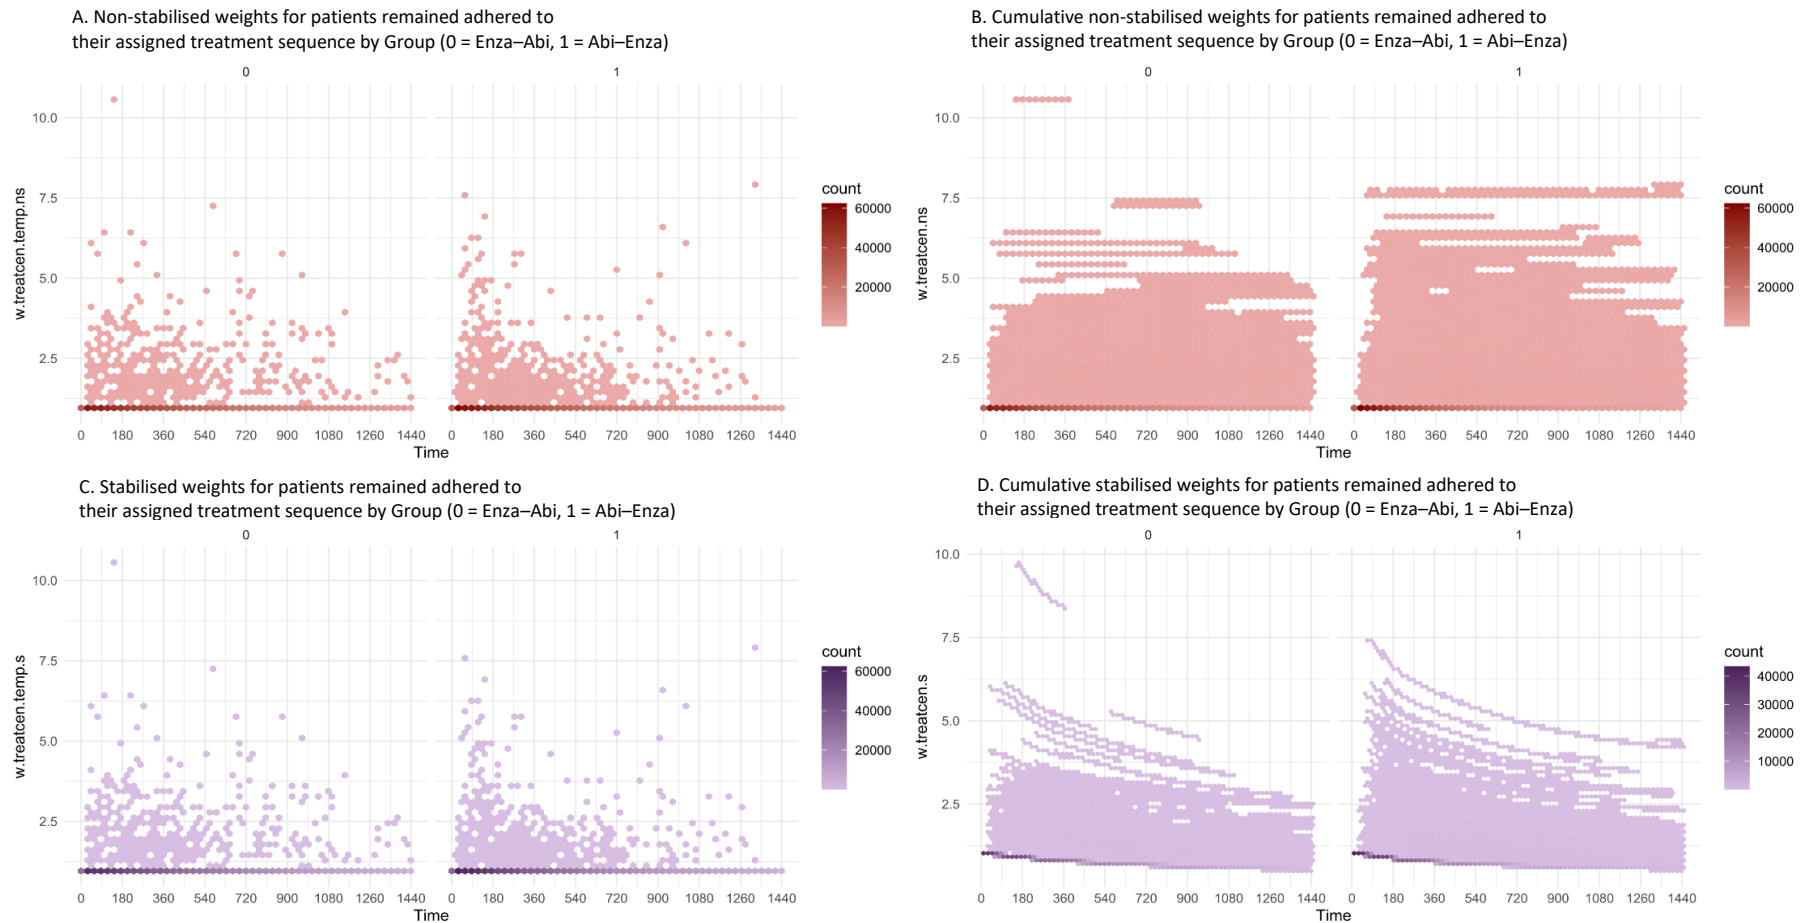 A. Non-stabilised weights for patients remained adhered to
their assigned treatment sequence by Group (0 = Enza–Abi, 1 = Abi–Enza)
0 1
10.0
7.5
5.0
2.5
w.treatcen.temp.ns
0 180 360 540 720 900 1080 1260 1440 0 180 360 540 720 900 1080 1260 1440
Time
count
60000
40000
20000
B. Cumulative non-stabilised weights for patients remained adhered to
their assigned treatment sequence by Group (0 = Enza–Abi, 1 = Abi–Enza)
0 1
10.0
7.5
5.0
2.5
w.treatcen.ns
0 180 360 540 720 900 1080 1260 1440 0 180 360 540 720 900 1080 1260 1440
Time
count
60000
40000
20000
C. Stabilised weights for patients remained adhered to
their assigned treatment sequence by Group (0 = Enza–Abi, 1 = Abi–Enza)
0 1
10.0
7.5
5.0
2.5
w.treatcen.temp.s
0 180 360 540 720 900 1080 1260 1440 0 180 360 540 720 900 1080 1260 1440
Time
count
60000
40000
20000
D. Cumulative stabilised weights for patients remained adhered to
their assigned treatment sequence by Group (0 = Enza–Abi, 1 = Abi–Enza)
0 1
10.0
7.5
5.0
2.5
w.treatcen.s
0 180 360 540 720 900 1080 1260 1440 0 180 360 540 720 900 1080 1260 1440
Time
count
40000
30000
20000
10000